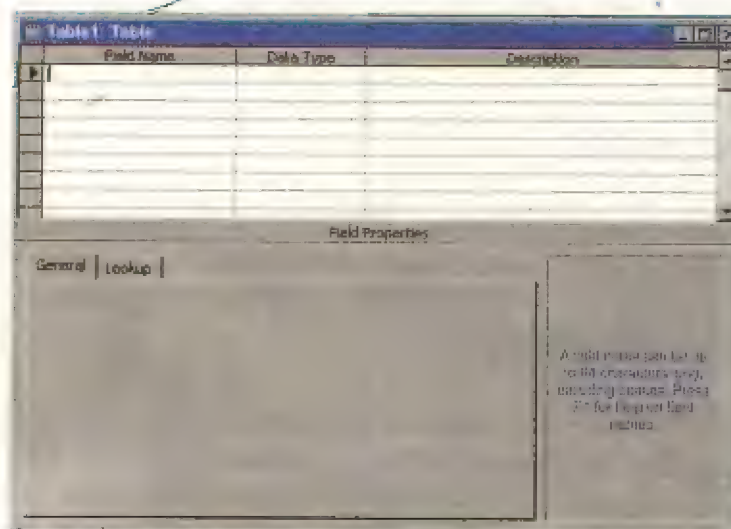 Table1 : Table
Field Name Data Type Description
Field Properties
General Lookup
A field name can be up
to 64 characters long,
including spaces. Press
F1 for help on field
names.